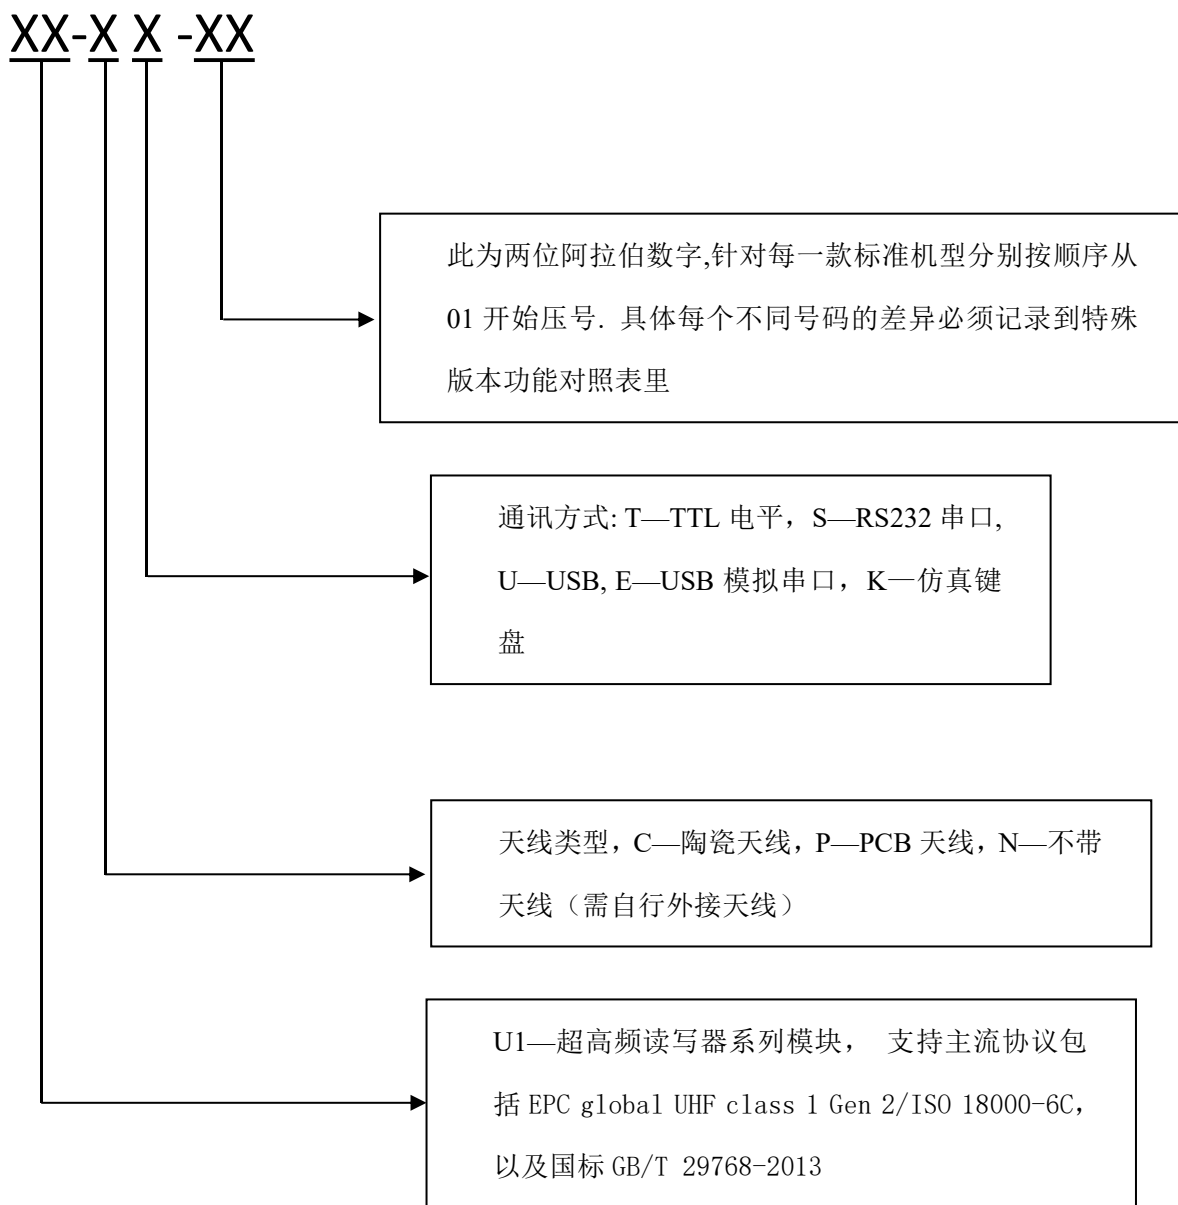 XX-X X -XX
此为两位阿拉伯数字,针对每一款标准机型分别按顺序从
01 开始压号. 具体每个不同号码的差异必须记录到特殊
版本功能对照表里
通讯方式: T—TTL 电平，S—RS232 串口,
U—USB, E—USB 模拟串口，K—仿真键
盘
天线类型，C—陶瓷天线，P—PCB 天线，N—不带
天线（需自行外接天线）
U1—超高频读写器系列模块， 支持主流协议包
括 EPC global UHF class 1 Gen 2/ISO 18000-6C，
以及国标 GB/T 29768-2013